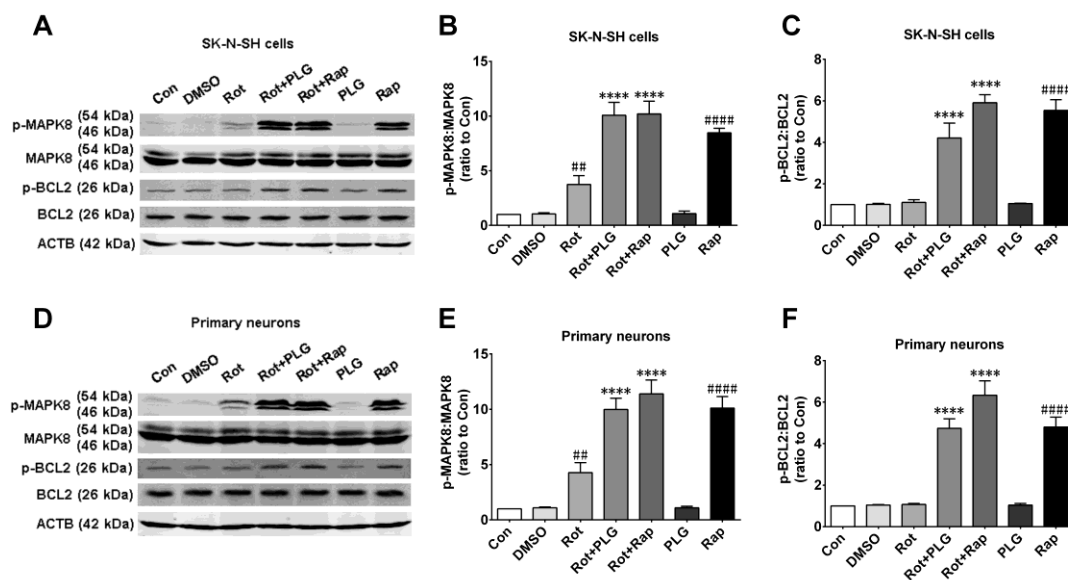 A
SK-N-SH cells
Con DMSO Rot Rot+PLG Rot+Rap PLG Rap
p-MAPK8 (54 kDa)
(46 kDa)
MAPK8 (54 kDa)
(46 kDa)
p-BCL2 (26 kDa)
BCL2 (26 kDa)
ACTB (42 kDa)
B
SK-N-SH cells
p-MAPK8:MAPK8
(ratio to Con)
15
10
5
0
## **** **** ####
Con DMSO Rot Rot+PLG Rot+Rap PLG Rap
C
SK-N-SH cells
p-BCL2:BCL2
(ratio to Con)
8
6
4
2
0
**** **** ####
Con DMSO Rot Rot+PLG Rot+Rap PLG Rap
D
Primary neurons
Con DMSO Rot Rot+PLG Rot+Rap PLG Rap
p-MAPK8 (54 kDa)
(46 kDa)
MAPK8 (54 kDa)
(46 kDa)
p-BCL2 (26 kDa)
BCL2 (26 kDa)
ACTB (42 kDa)
E
Primary neurons
p-MAPK8:MAPK8
(ratio to Con)
15
10
5
0
## **** **** ####
Con DMSO Rot Rot+PLG Rot+Rap PLG Rap
F
Primary neurons
p-BCL2:BCL2
(ratio to Con)
8
6
4
2
0
**** **** ####
Con DMSO Rot Rot+PLG Rot+Rap PLG Rap